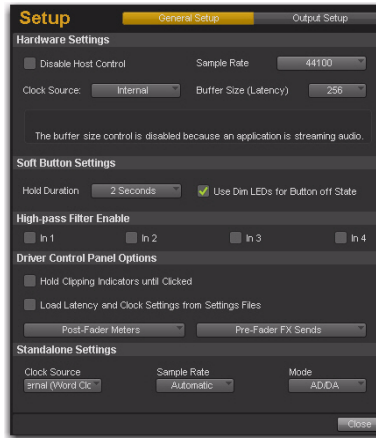 Setup
General Setup
Output Setup
Hardware Settings
Disable Host Control
Sample Rate
44100
Clock Source:
Internal
Buffer Size (Latency)
256
The buffer size control is disabled because an application is streaming audio.
Soft Button Settings
Hold Duration
2 Seconds
Use Dim LEDs for Button off State
High-pass Filter Enable
In 1
In 2
In 3
In 4
Driver Control Panel Options
Hold Clipping Indicators until Clicked
Load Latency and Clock Settings from Settings Files
Post-Fader Meters
Pre-Fader FX Sends
Standalone Settings
Clock Source
Sample Rate
Mode
ernal (Word Clc
Automatic
AD/DA
Close